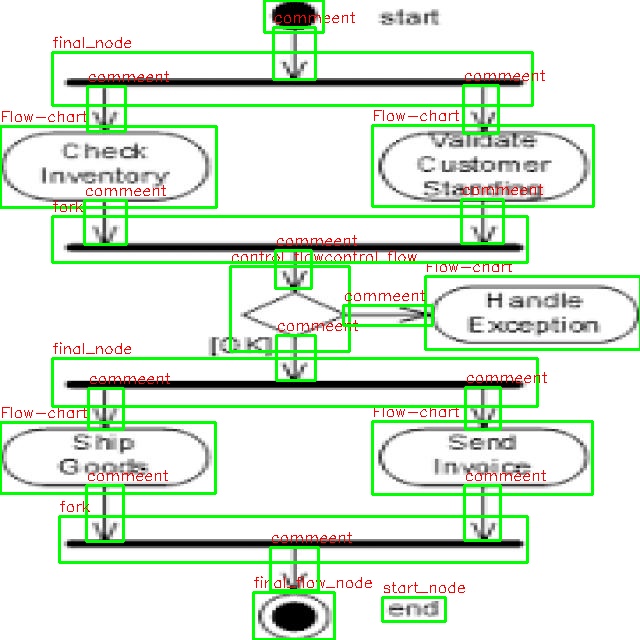 commeent
start
final_node
commeent
commeent
Flow-chart
Flow-chart
Check
Inventory
Validate
Customer
Standing
commeent
commeent
fork
commeent
control_flowcontrol_flow
Flow-chart
commeent
Handle
Exception
commeent
[OK]
final_node
commeent
commeent
Flow-chart
Flow-chart
Ship
Goods
Send
Invoice
commeent
commeent
fork
commeent
final_flow_node
start_node
end